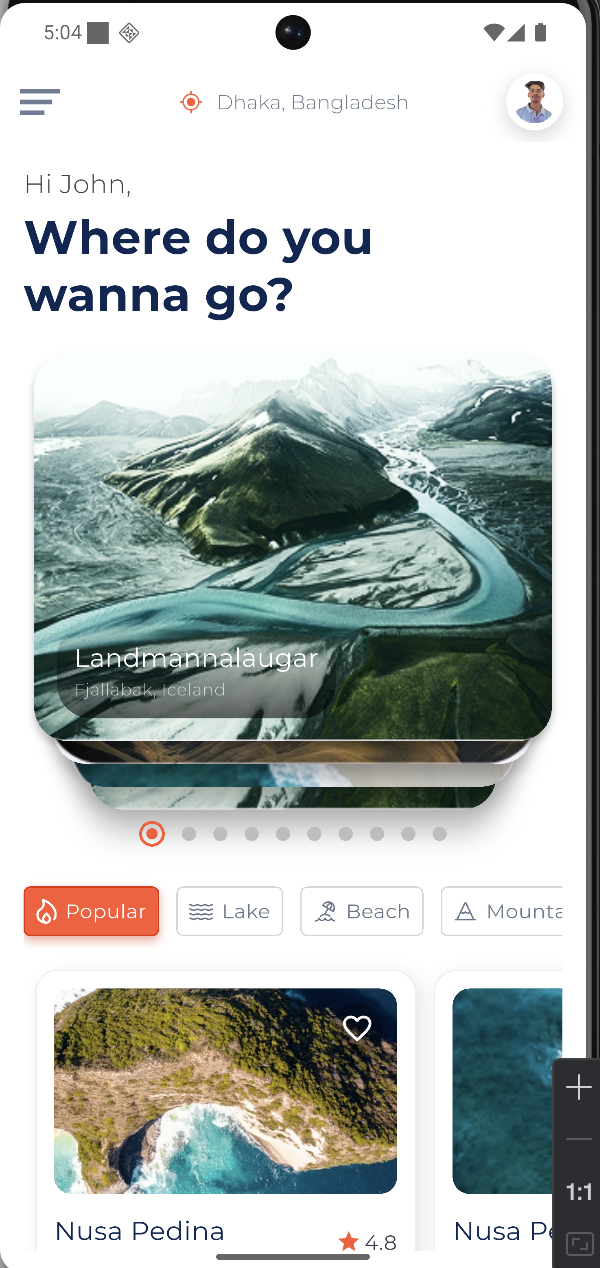 5:04
Dhaka, Bangladesh
Hi John,
Where do you
wanna go?
Landmannalaugar
Fjallabak, Iceland
Popular
Lake
Beach
Mounta
Nusa Pedina
4.8
Nusa Pe
1:1